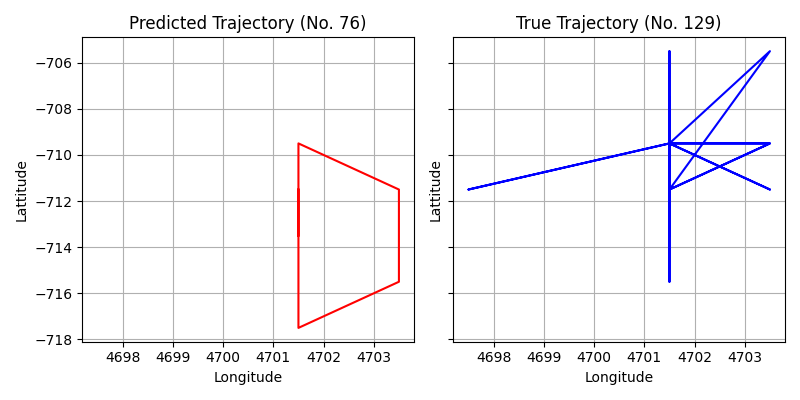 Predicted Trajectory (No. 76)
True Trajectory (No. 129)
Lattitude
−706
−708
−710
−712
−714
−716
−718
4698 4699 4700 4701 4702 4703
Longitude
Lattitude
4698 4699 4700 4701 4702 4703
Longitude